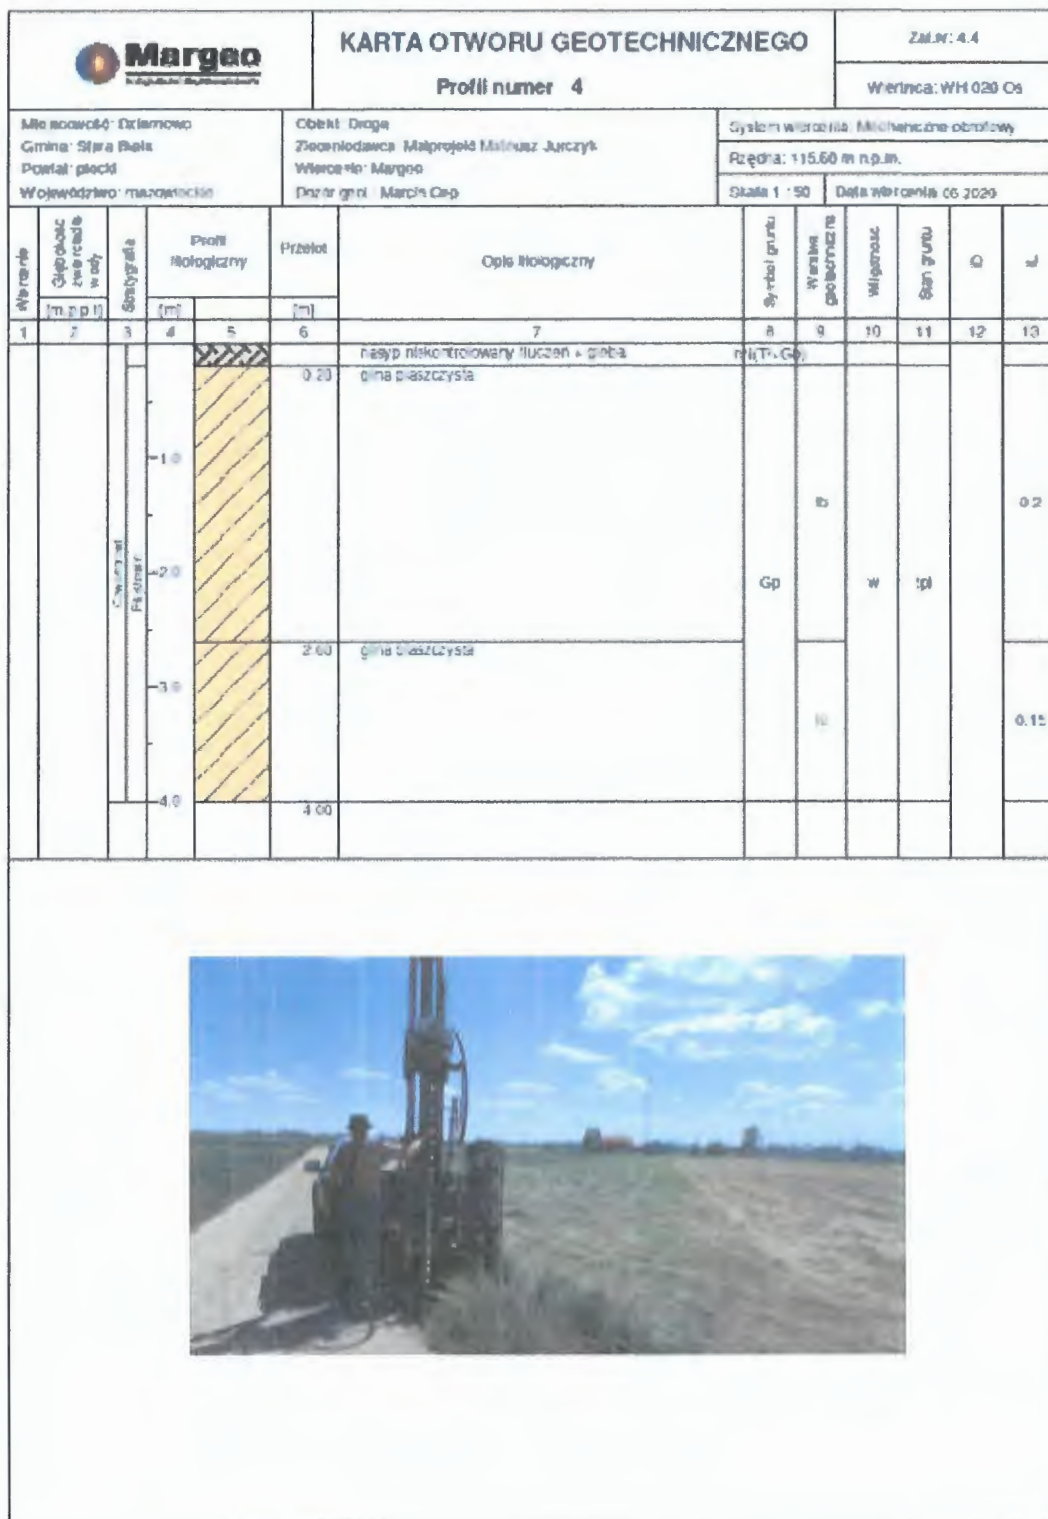 Margeo
KARTA OTWORU GEOTECHNICZNEGO
Profil numer 4
Zał.nr: 4.4
Wiertnica: WH 020 Os
Miejscowość: Dziarnowo
Gmina: Stara Biała
Powiat: płocki
Województwo: mazowieckie
Obiekt: Droga
Zleceniodawca: Malprojekt Mateusz Jurczyk
Wiercenie: Margeo
Dozór geol.: Marcin Cep
System wiercenia: Mechaniczno-obrotowy
Rzędna: 115.60 m n.p.m.
Skala 1 : 50
Data wiercenia: 06.2020
Wiercenie
Głębokość zwierciadła wody
[m.p.p.t]
Stratygrafia
Profil litologiczny
[m]
Przelot
[m]
Opis litologiczny
Symbol gruntu
Warstwa geotechniczna
Wilgotność
Stan gruntu
ID
IL
1 2 3 4 5 6 7 8 9 10 11 12 13
nasyp niekontrolowany tłuczeń + gleba
0.20 glina piaszczysta
1.0
0.2
Czwartorzęd
Plejstocen
2.0
Gp w tpl
2.60 glina piaszczysta
3.0
0.15
4.0
4.00